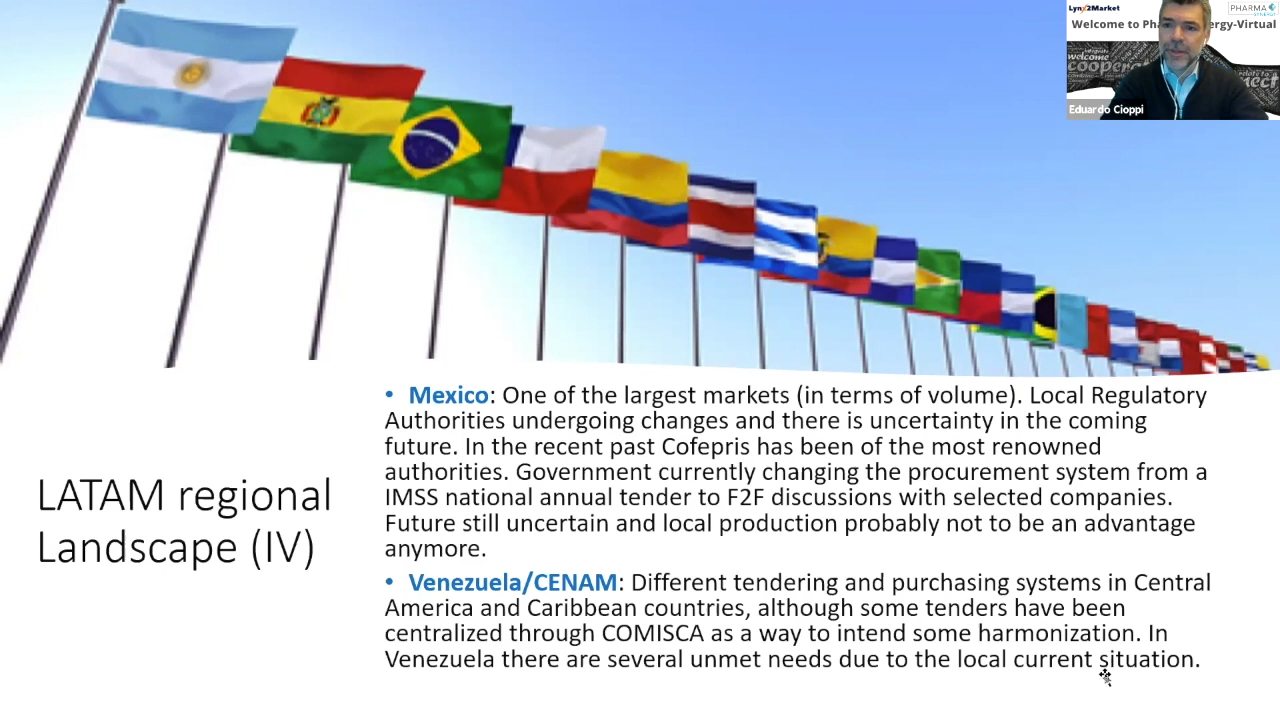 Lynx2Market
PHARMA
SYNERGY
Welcome to Pha ergy-Virtual
welcome
cooper
nect
Eduardo Cioppi
LATAM regional
Landscape (IV)
• Mexico: One of the largest markets (in terms of volume). Local Regulatory
Authorities undergoing changes and there is uncertainty in the coming
future. In the recent past Cofepris has been of the most renowned
authorities. Government currently changing the procurement system from a
IMSS national annual tender to F2F discussions with selected companies.
Future still uncertain and local production probably not to be an advantage
anymore.
• Venezuela/CENAM: Different tendering and purchasing systems in Central
America and Caribbean countries, although some tenders have been
centralized through COMISCA as a way to intend some harmonization. In
Venezuela there are several unmet needs due to the local current situation.